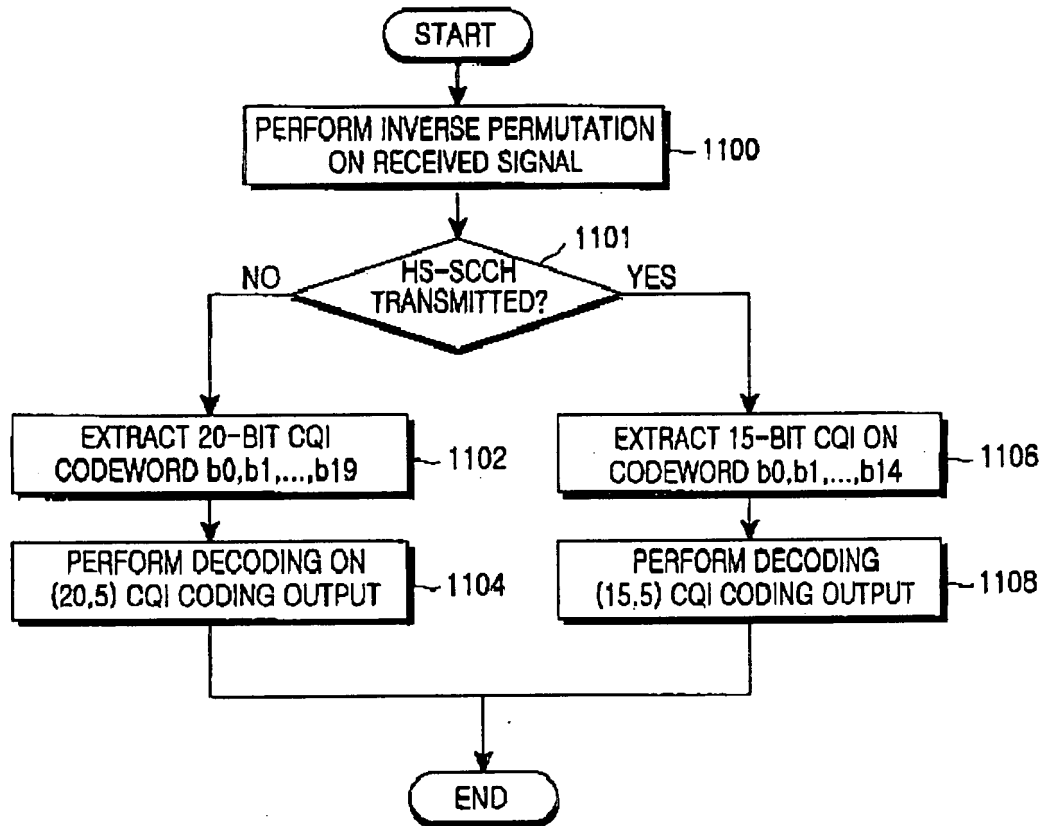 START
PERFORM INVERSE PERMUTATION
ON RECEIVED SIGNAL
1100
1101
HS-SCCH
TRANSMITTED?
NO
YES
EXTRACT 20-BIT CQI
CODEWORD b0,b1,...,b19
1102
EXTRACT 15-BIT CQI ON
CODEWORD b0,b1,...,b14
1106
PERFORM DECODING ON
(20,5) CQI CODING OUTPUT
1104
PERFORM DECODING
(15,5) CQI CODING OUTPUT
1108
END